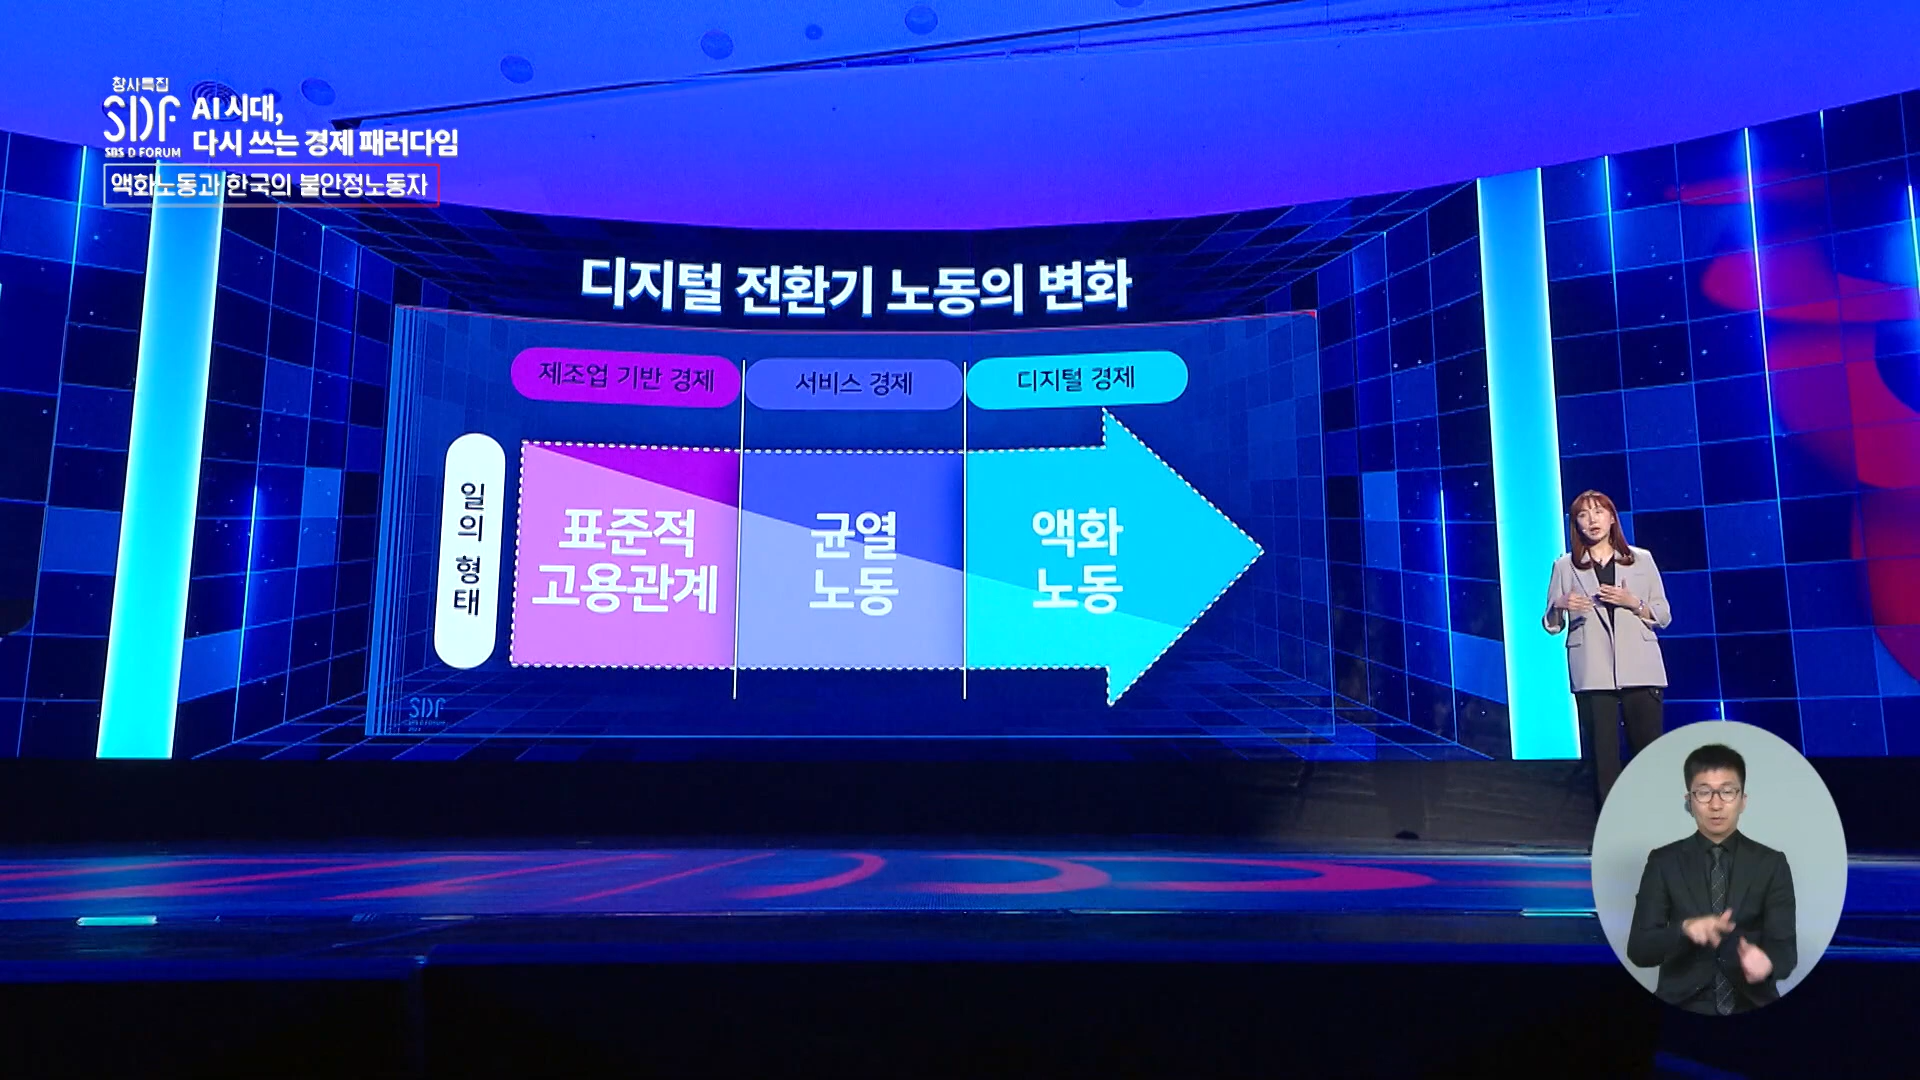 창사특집
SDF
SBS D FORUM
AI 시대,
다시 쓰는 경제 패러다임
액화노동과 한국의 불안정노동자
디지털 전환기 노동의 변화
제조업 기반 경제
서비스 경제
디지털 경제
일의 형태
표준적
고용관계
균열
노동
액화
노동
SDF